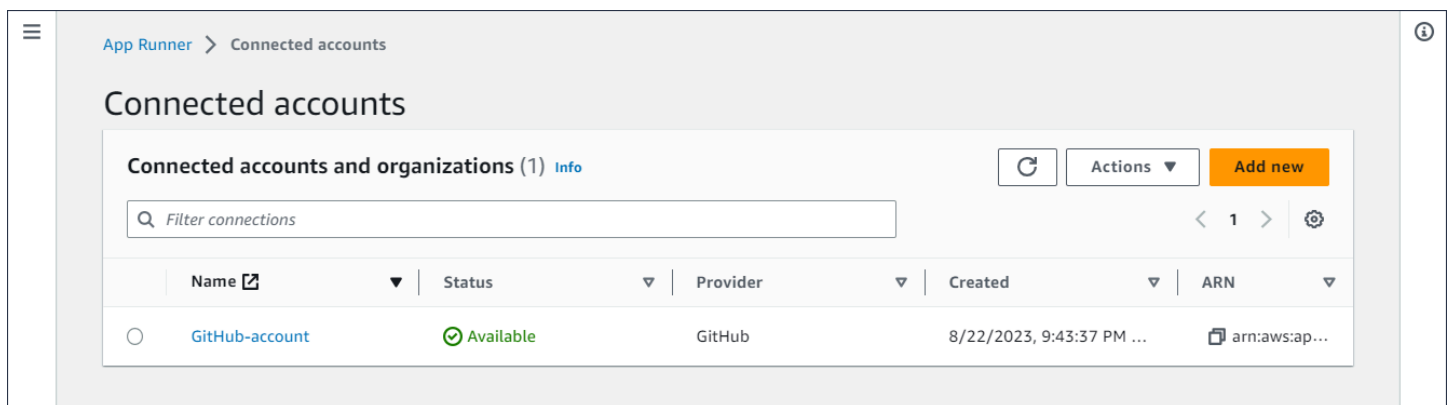 App Runner > Connected accounts
Connected accounts
Connected accounts and organizations (1) Info
Actions
Add new
Filter connections
1
Name Status Provider Created ARN
GitHub-account Available GitHub 8/22/2023, 9:43:37 PM ... arn:aws:ap...